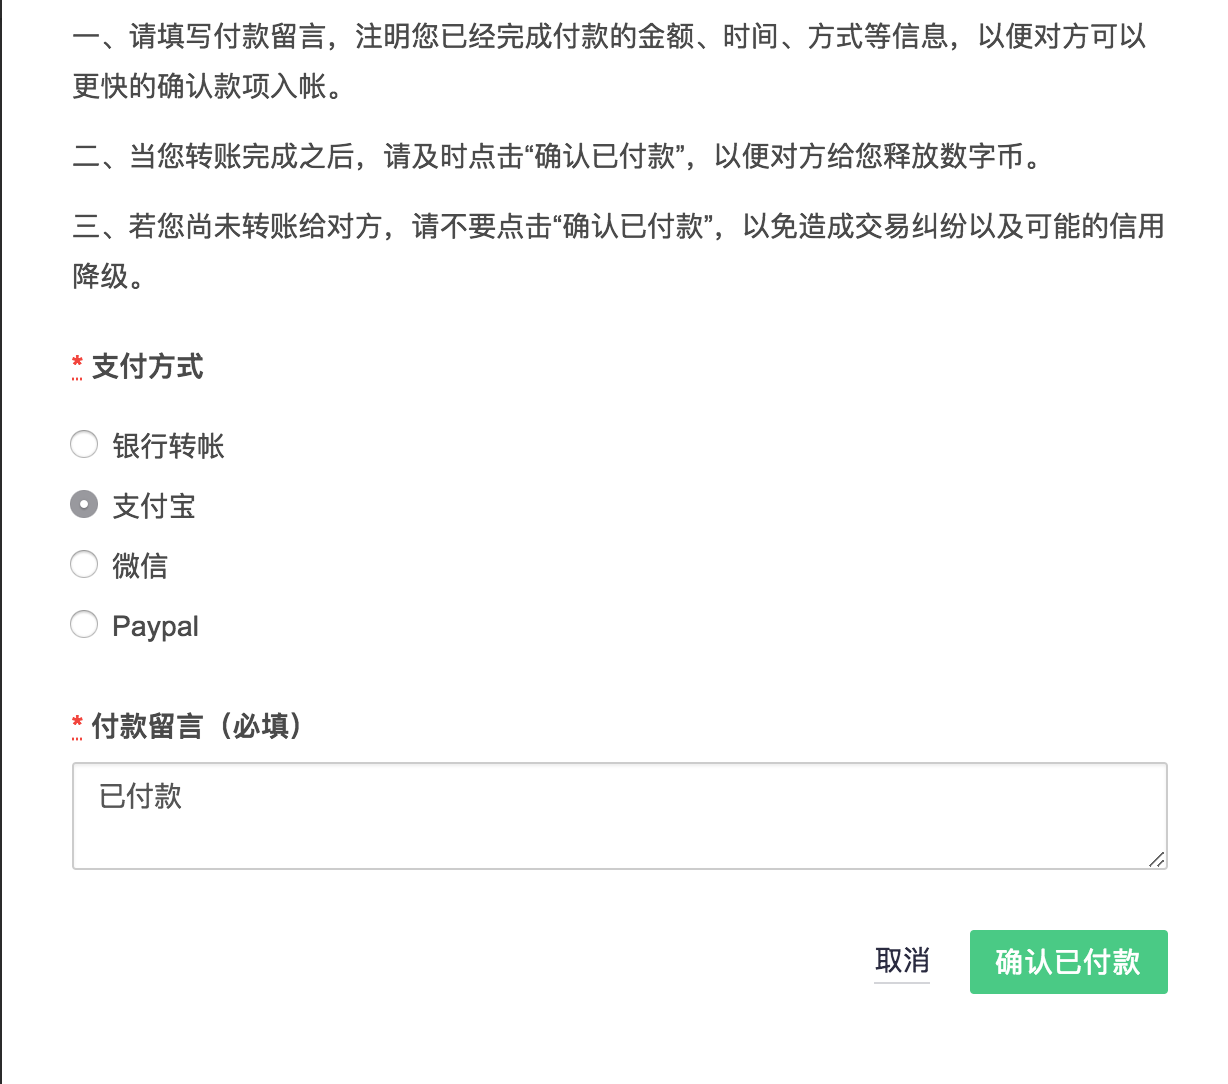 一、请填写付款留言，注明您已经完成付款的金额、时间、方式等信息，以便对方可以
更快的确认款项入帐。
二、当您转账完成之后，请及时点击“确认已付款”，以便对方给您释放数字币。
三、若您尚未转账给对方，请不要点击“确认已付款”，以免造成交易纠纷以及可能的信用
降级。
* 支付方式
银行转帐
支付宝
微信
Paypal
* 付款留言（必填）
已付款
取消 确认已付款